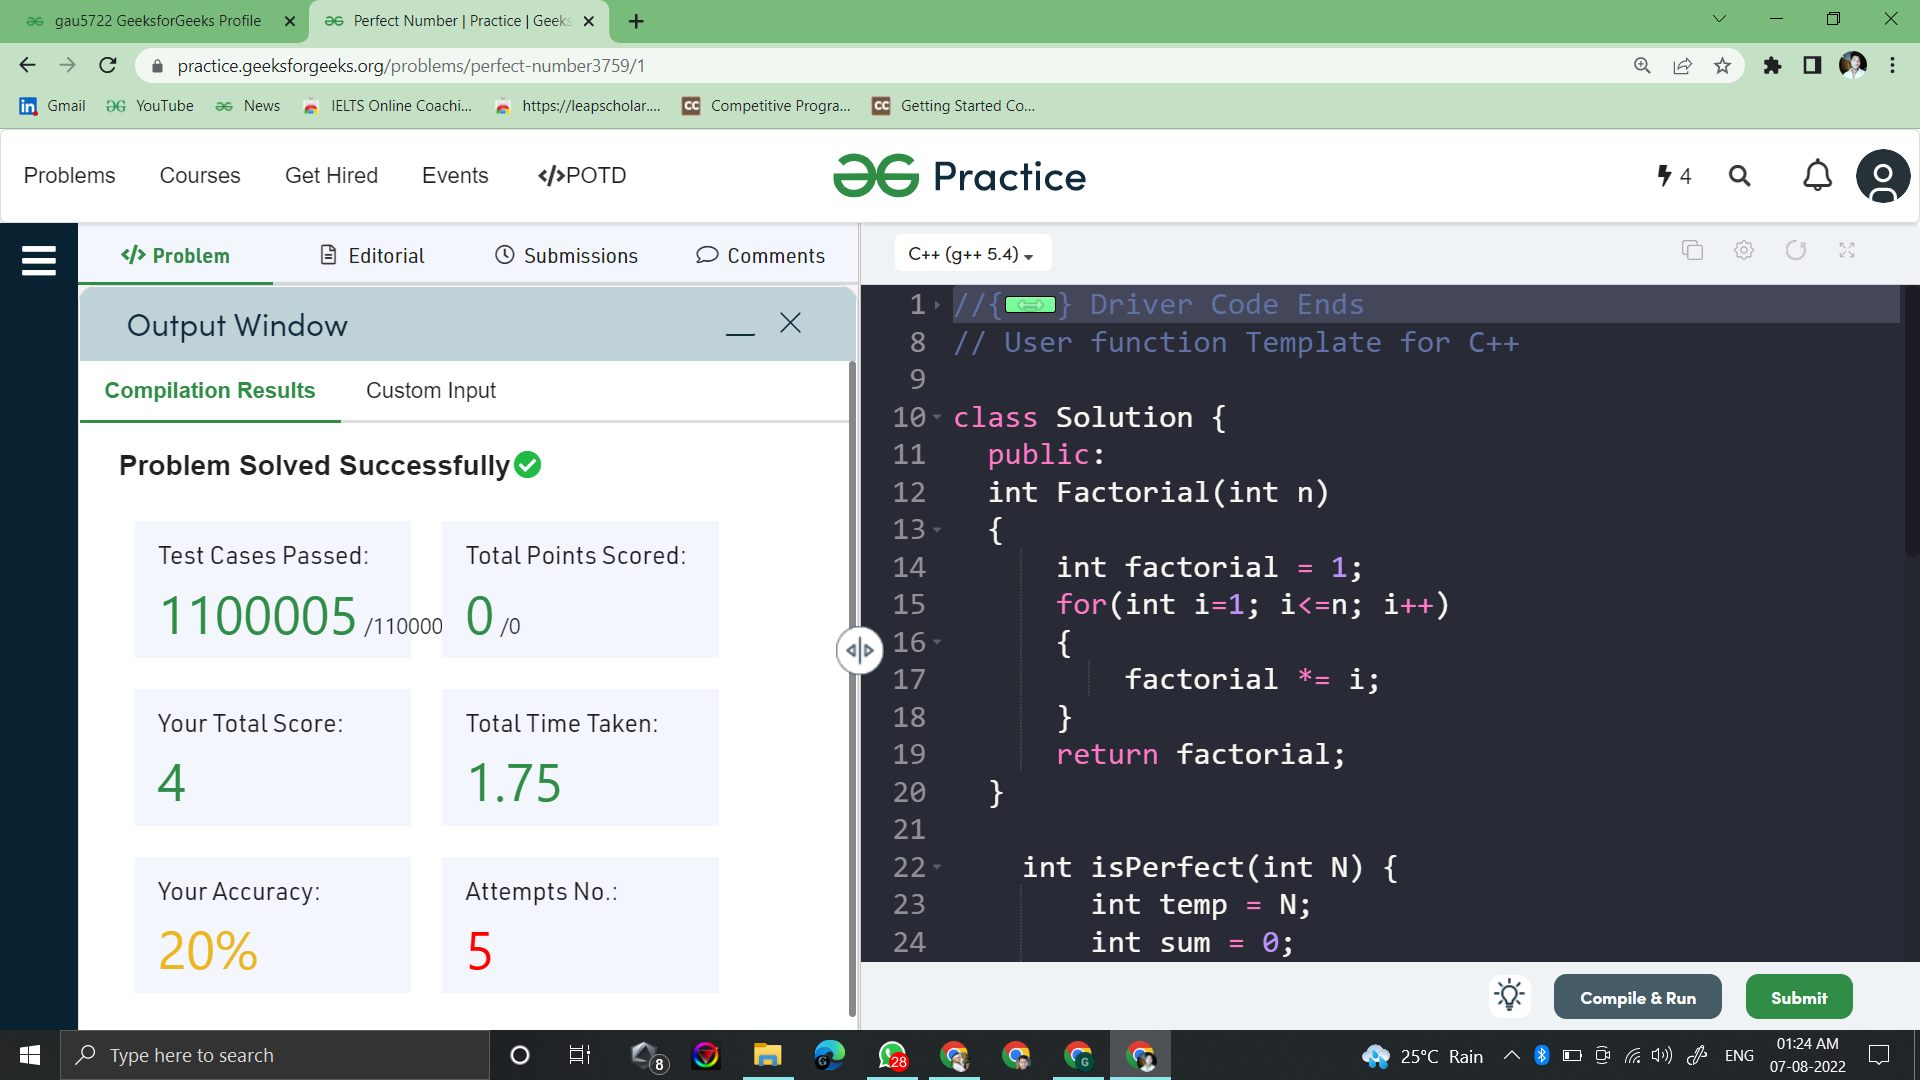 gau5722 GeeksforGeeks Profile
Perfect Number | Practice | Geeks
practice.geeksforgeeks.org/problems/perfect-number3759/1
in Gmail YouTube News IELTS Online Coachi... https://leapscholar.... CC Competitive Progra... CC Getting Started Co...
Problems Courses Get Hired Events </>POTD
Practice
4
</> Problem Editorial Submissions Comments
C++ (g++ 5.4)
Output Window
Compilation Results Custom Input
Problem Solved Successfully
Test Cases Passed:
1100005 /110000
Total Points Scored:
0 /0
Your Total Score:
4
Total Time Taken:
1.75
Your Accuracy:
20%
Attempts No.:
5
1 //{ } Driver Code Ends
8 // User function Template for C++
9
10 class Solution {
11 public:
12 int Factorial(int n)
13 {
14 int factorial = 1;
15 for(int i=1; i<=n; i++)
16 {
17 factorial *= i;
18 }
19 return factorial;
20 }
21
22 int isPerfect(int N) {
23 int temp = N;
24 int sum = 0;
Compile & Run
Submit
Type here to search
8
28
G
25°C Rain
ENG
01:24 AM
07-08-2022